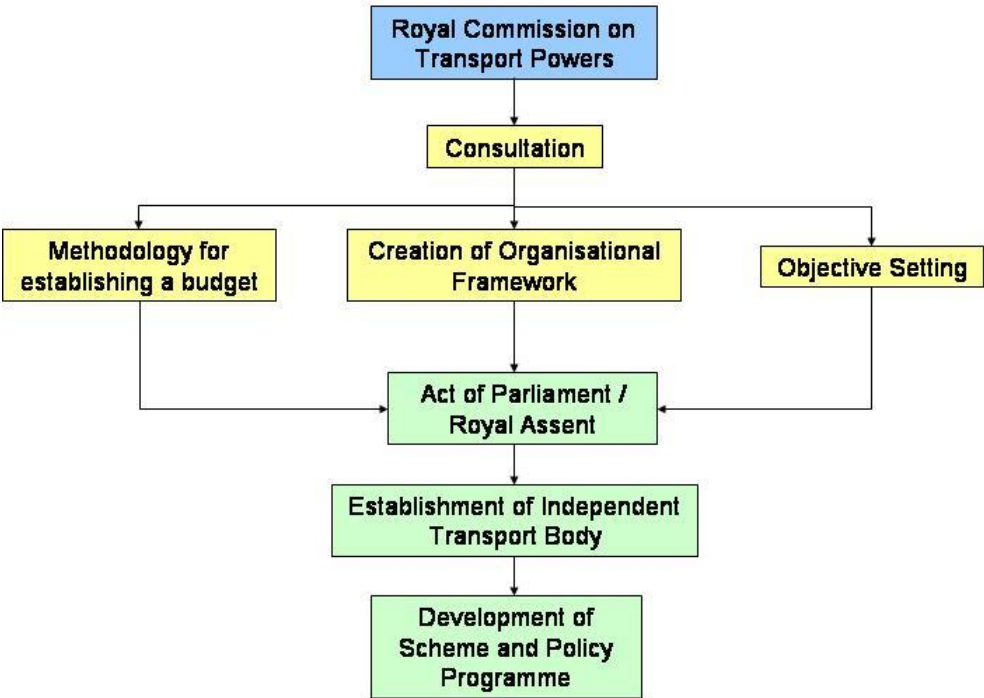 Royal Commission on
Transport Powers
Consultation
Methodology for
establishing a budget
Creation of Organisational
Framework
Objective Setting
Act of Parliament /
Royal Assent
Establishment of Independent
Transport Body
Development of
Scheme and Policy
Programme